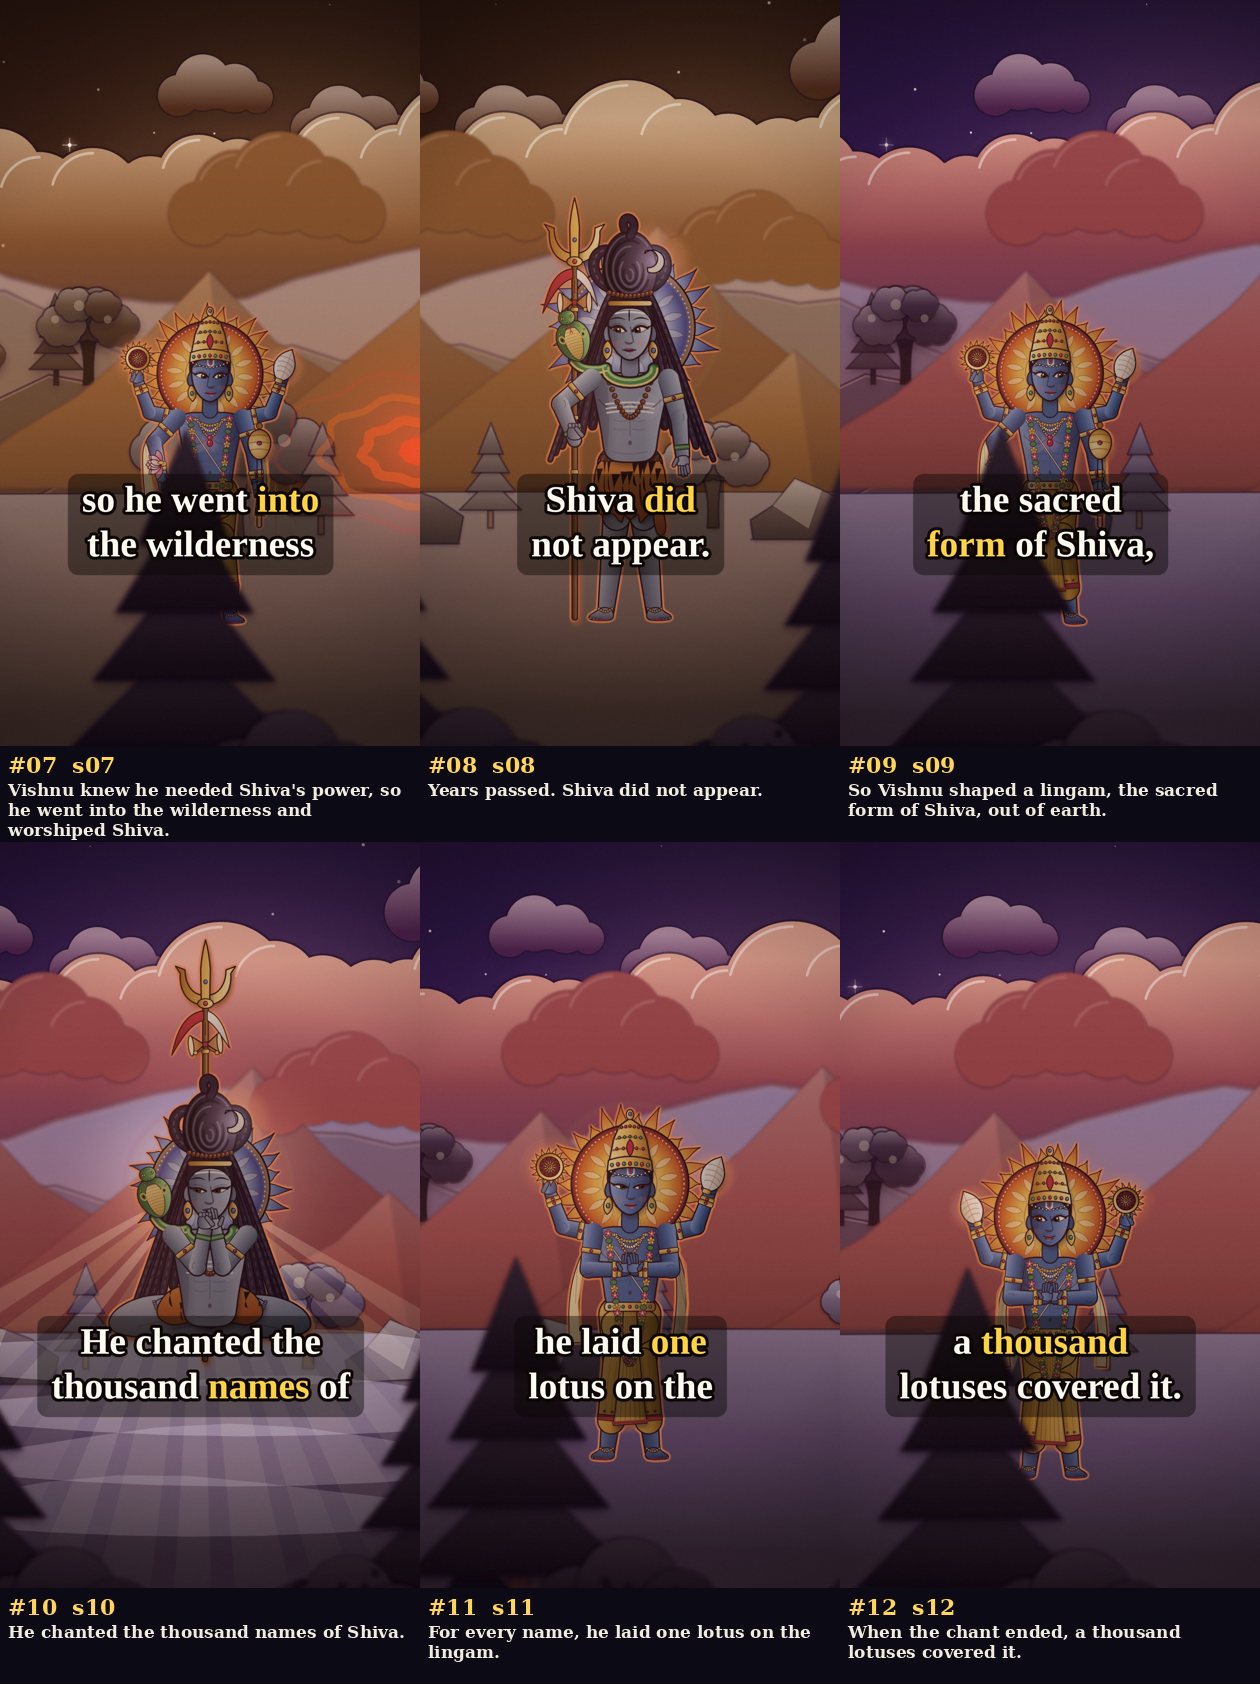 so he went into
the wilderness
#07 s07
Vishnu knew he needed Shiva's power, so
he went into the wilderness and
worshiped Shiva.
Shiva did
not appear.
#08 s08
Years passed. Shiva did not appear.
the sacred
form of Shiva,
#09 s09
So Vishnu shaped a lingam, the sacred
form of Shiva, out of earth.
He chanted the
thousand names of
#10 s10
He chanted the thousand names of Shiva.
he laid one
lotus on the
#11 s11
For every name, he laid one lotus on the
lingam.
a thousand
lotuses covered it.
#12 s12
When the chant ended, a thousand
lotuses covered it.